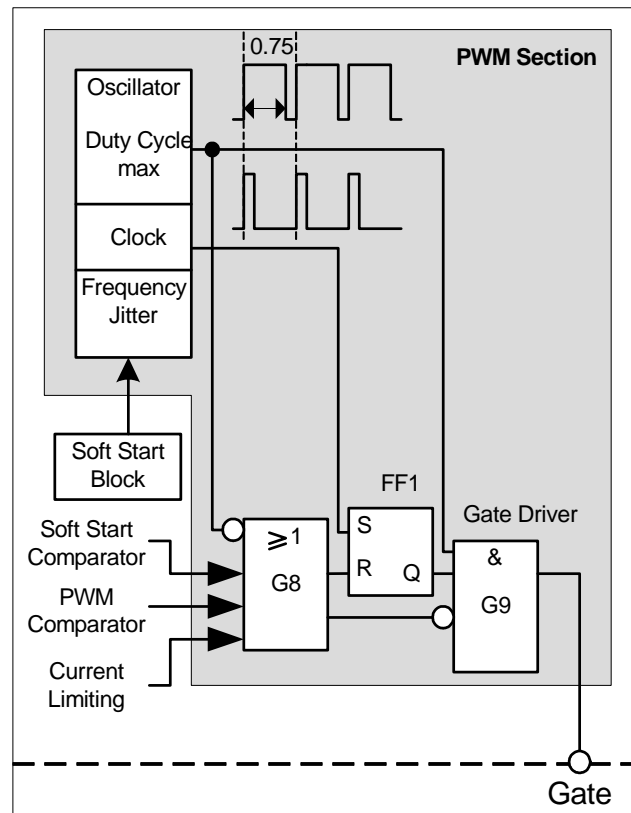 0.75
PWM Section
Oscillator
Duty Cycle
max
Clock
Frequency
Jitter
Soft Start
Block
FF1
Gate Driver
Soft Start
Comparator
PWM
Comparator
Current
Limiting
≥1
G8
S
R
Q
&
G9
Gate